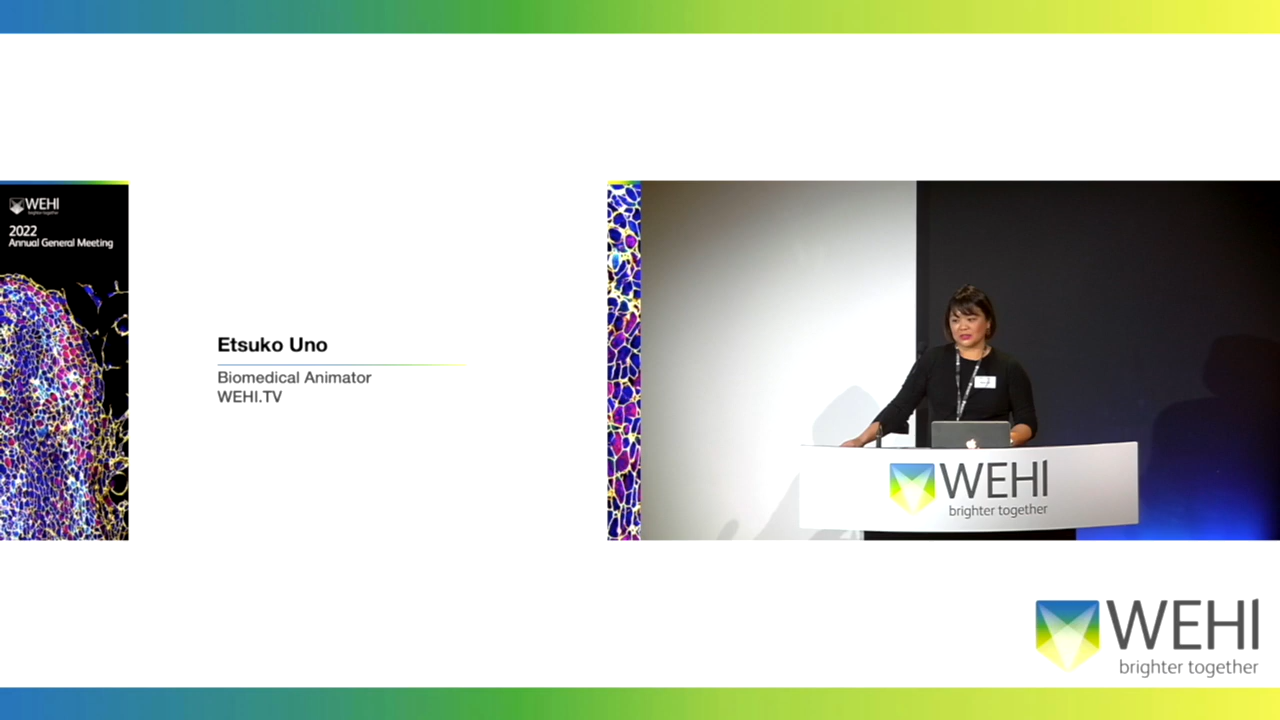 WEHI
brighter together
2022
Annual General Meeting
Etsuko Uno
Biomedical Animator
WEHI.TV
WEHI
brighter together
WEHI
brighter together